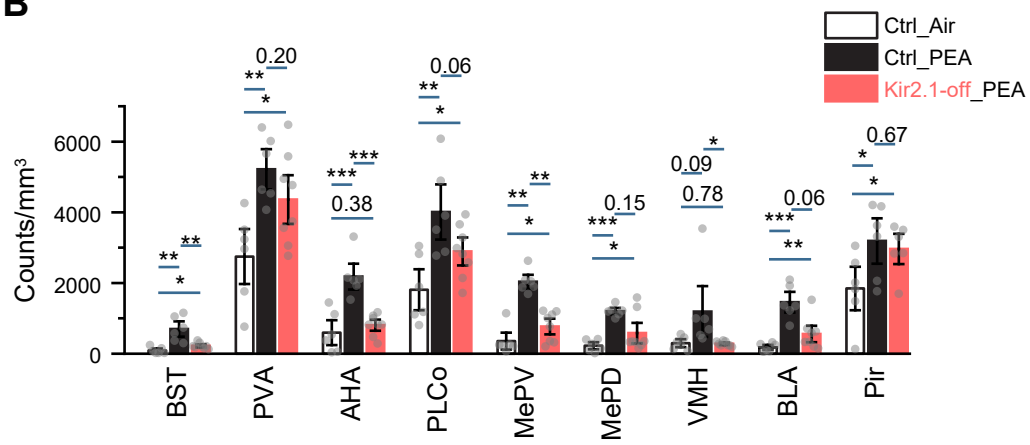 B
Ctrl_Air
Ctrl_PEA
Kir2.1-off_PEA
Counts/mm³
6000
4000
2000
0
** ** *
0.20 ** *
*** *** 0.38
0.06 ** *
** ** *
0.15 *** *
* 0.09 0.78
0.06 *** **
0.67 * *
BST PVA AHA PLCo MePV MePD VMH BLA Pir